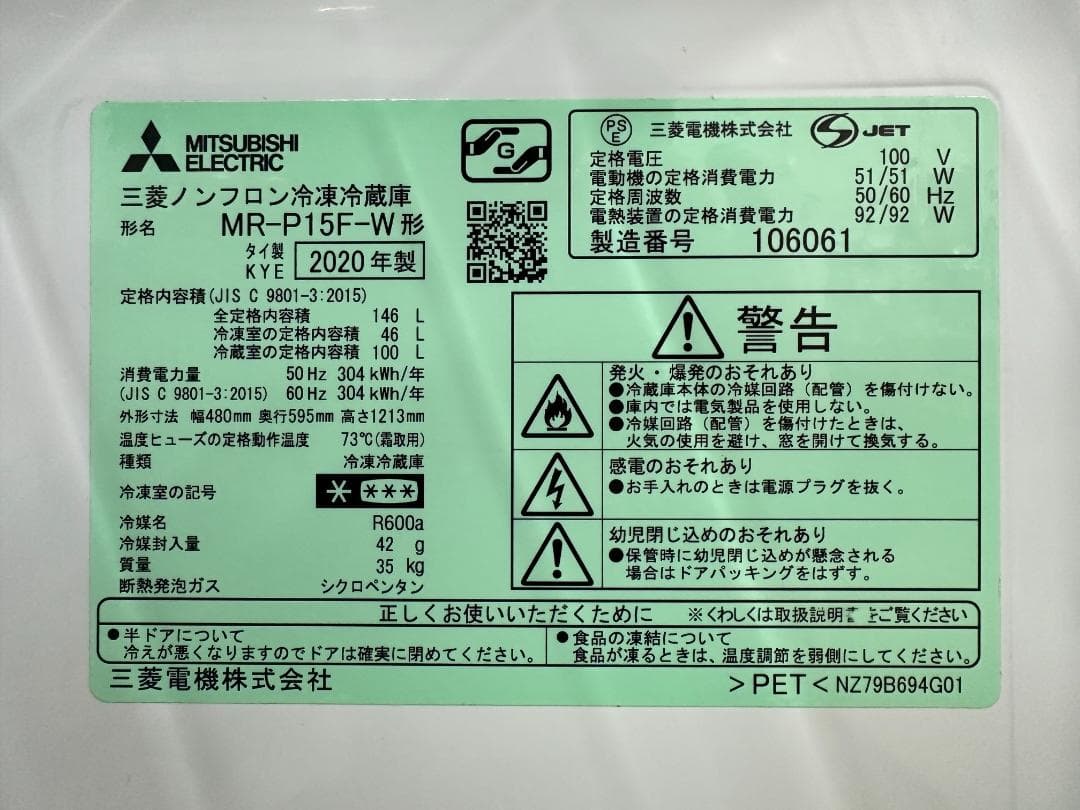 MITSUBISHI
ELECTRIC
三菱ノンフロン冷凍冷蔵庫
形名 MR-P15F-W形
タイ製
KYE 2020年製
定格内容積(JIS C 9801-3:2015)
全定格内容積 146 L
冷凍室の定格内容積 46 L
冷蔵室の定格内容積 100 L
消費電力量 50Hz 304kWh/年
(JIS C 9801-3:2015) 60Hz 304kWh/年
外形寸法 幅480mm 奥行595mm 高さ1213mm
温度ヒューズの定格動作温度 73℃(霜取用)
種類 冷凍冷蔵庫
冷凍室の記号 * ***
冷媒名 R600a
冷媒封入量 42 g
質量 35 kg
断熱発泡ガス シクロペンタン
G
PS
E 三菱電機株式会社 S JET
定格電圧 100 V
電動機の定格消費電力 51/51 W
定格周波数 50/60 Hz
電熱装置の定格消費電力 92/92 W
製造番号 106061
警告
発火・爆発のおそれあり
●冷蔵庫本体の冷媒回路（配管）を傷付けない。
●庫内では電気製品を使用しない。
●冷媒回路（配管）を傷付けたときは、
火気の使用を避け、窓を開けて換気する。
感電のおそれあり
●お手入れのときは電源プラグを抜く。
幼児閉じ込めのおそれあり
●保管時に幼児閉じ込めが懸念される
場合はドアパッキングをはずす。
正しくお使いいただくために ※くわしくは取扱説明 ご覧ください
●半ドアについて
冷えが悪くなりますのでドアは確実に閉めてください。
●食品の凍結について
食品が凍るときは、温度調節を弱側にしてください。
三菱電機株式会社
>PET< NZ79B694G01